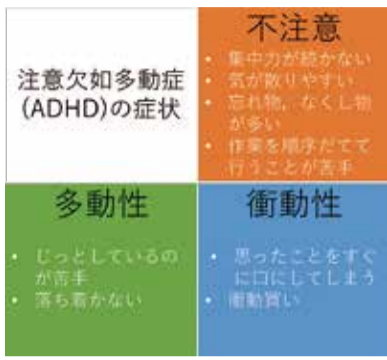 注意欠如多動症
(ADHD)の症状
不注意
• 集中力が続かない
• 気が散りやすい
• 忘れ物，なくし物
が多い
• 作業を順序だてて
行うことが苦手
多動性
• じっとしているの
が苦手
• 落ち着かない
衝動性
• 思ったことをすぐ
に口にしてしまう
• 衝動買い